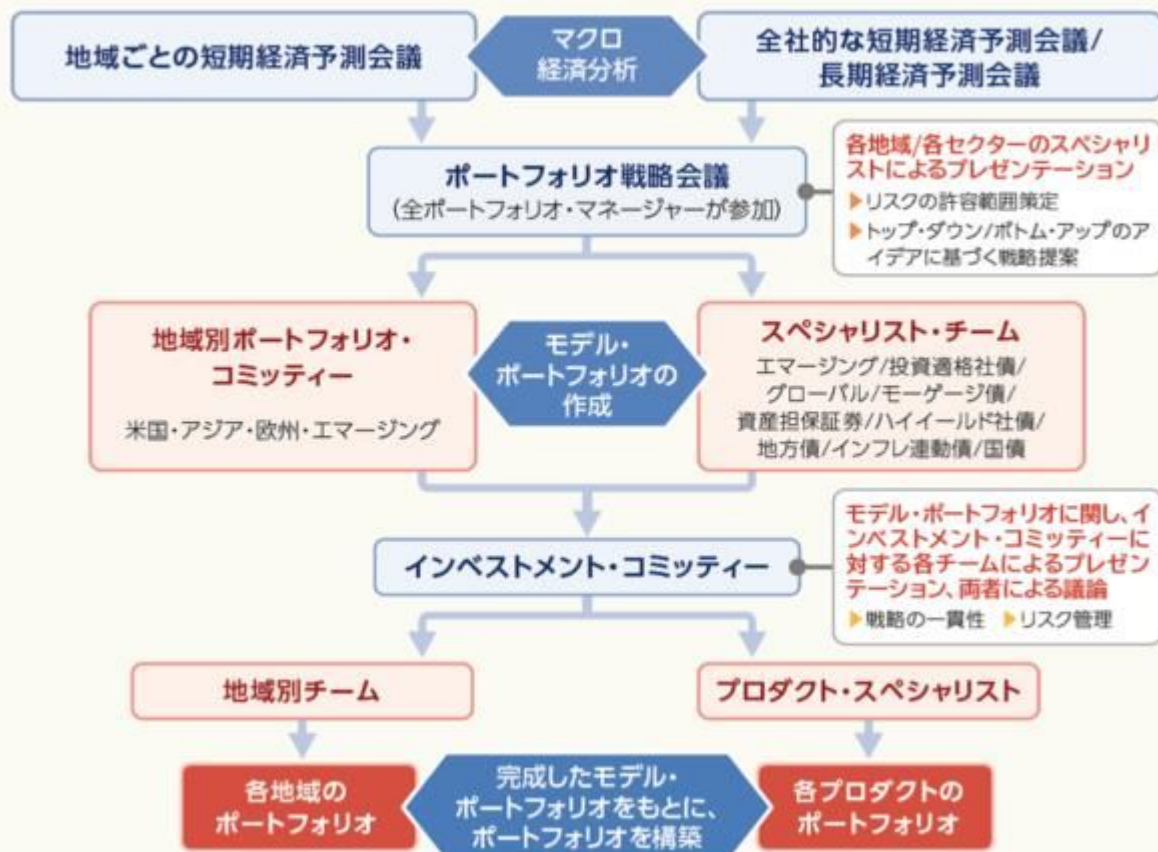 地域ごとの短期経済予測会議
マクロ
経済分析
全社的な短期経済予測会議/
長期経済予測会議
ポートフォリオ戦略会議
(全ポートフォリオ・マネージャーが参加)
各地域/各セクターのスペシャリ
ストによるプレゼンテーション
▶リスクの許容範囲策定
▶トップ・ダウン/ボトム・アップのア
イデアに基づく戦略提案
地域別ポートフォリオ・
コミッティー
米国・アジア・欧州・エマージング
モデル・
ポートフォリオの
作成
スペシャリスト・チーム
エマージング/投資適格社債/
グローバル/モーゲージ債/
資産担保証券/ハイイールド社債/
地方債/インフレ連動債/国債
インベストメント・コミッティー
モデル・ポートフォリオに関し、イ
ンベストメント・コミッティーに
対する各チームによるプレゼン
テーション、両者による議論
▶戦略の一貫性 ▶リスク管理
地域別チーム
プロダクト・スペシャリスト
各地域の
ポートフォリオ
完成したモデル・
ポートフォリオをもとに、
ポートフォリオを構築
各プロダクトの
ポートフォリオ